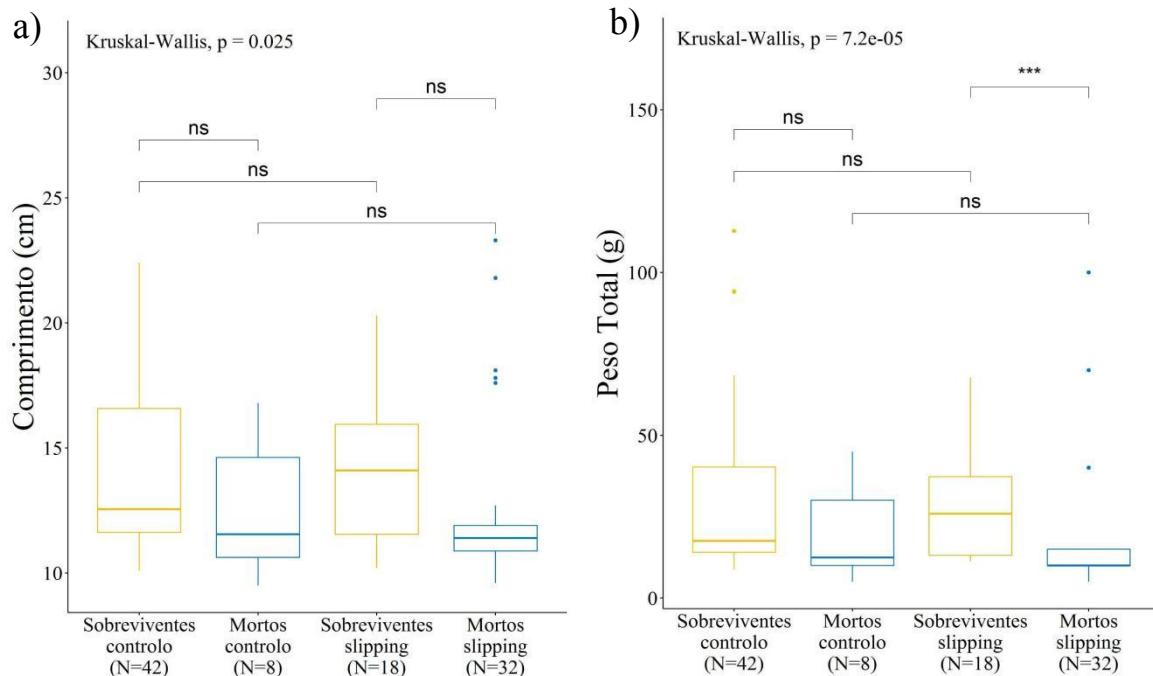 a)
Kruskal-Wallis, p = 0.025
Comprimento (cm)
30
25
20
15
10
ns
ns
ns
ns
Sobreviventes
controlo
(N=42)
Mortos
controlo
(N=8)
Sobreviventes
slipping
(N=18)
Mortos
slipping
(N=32)
b)
Kruskal-Wallis, p = 7.2e-05
Peso Total (g)
150
100
50
0
***
ns
ns
ns
Sobreviventes
controlo
(N=42)
Mortos
controlo
(N=8)
Sobreviventes
slipping
(N=18)
Mortos
slipping
(N=32)